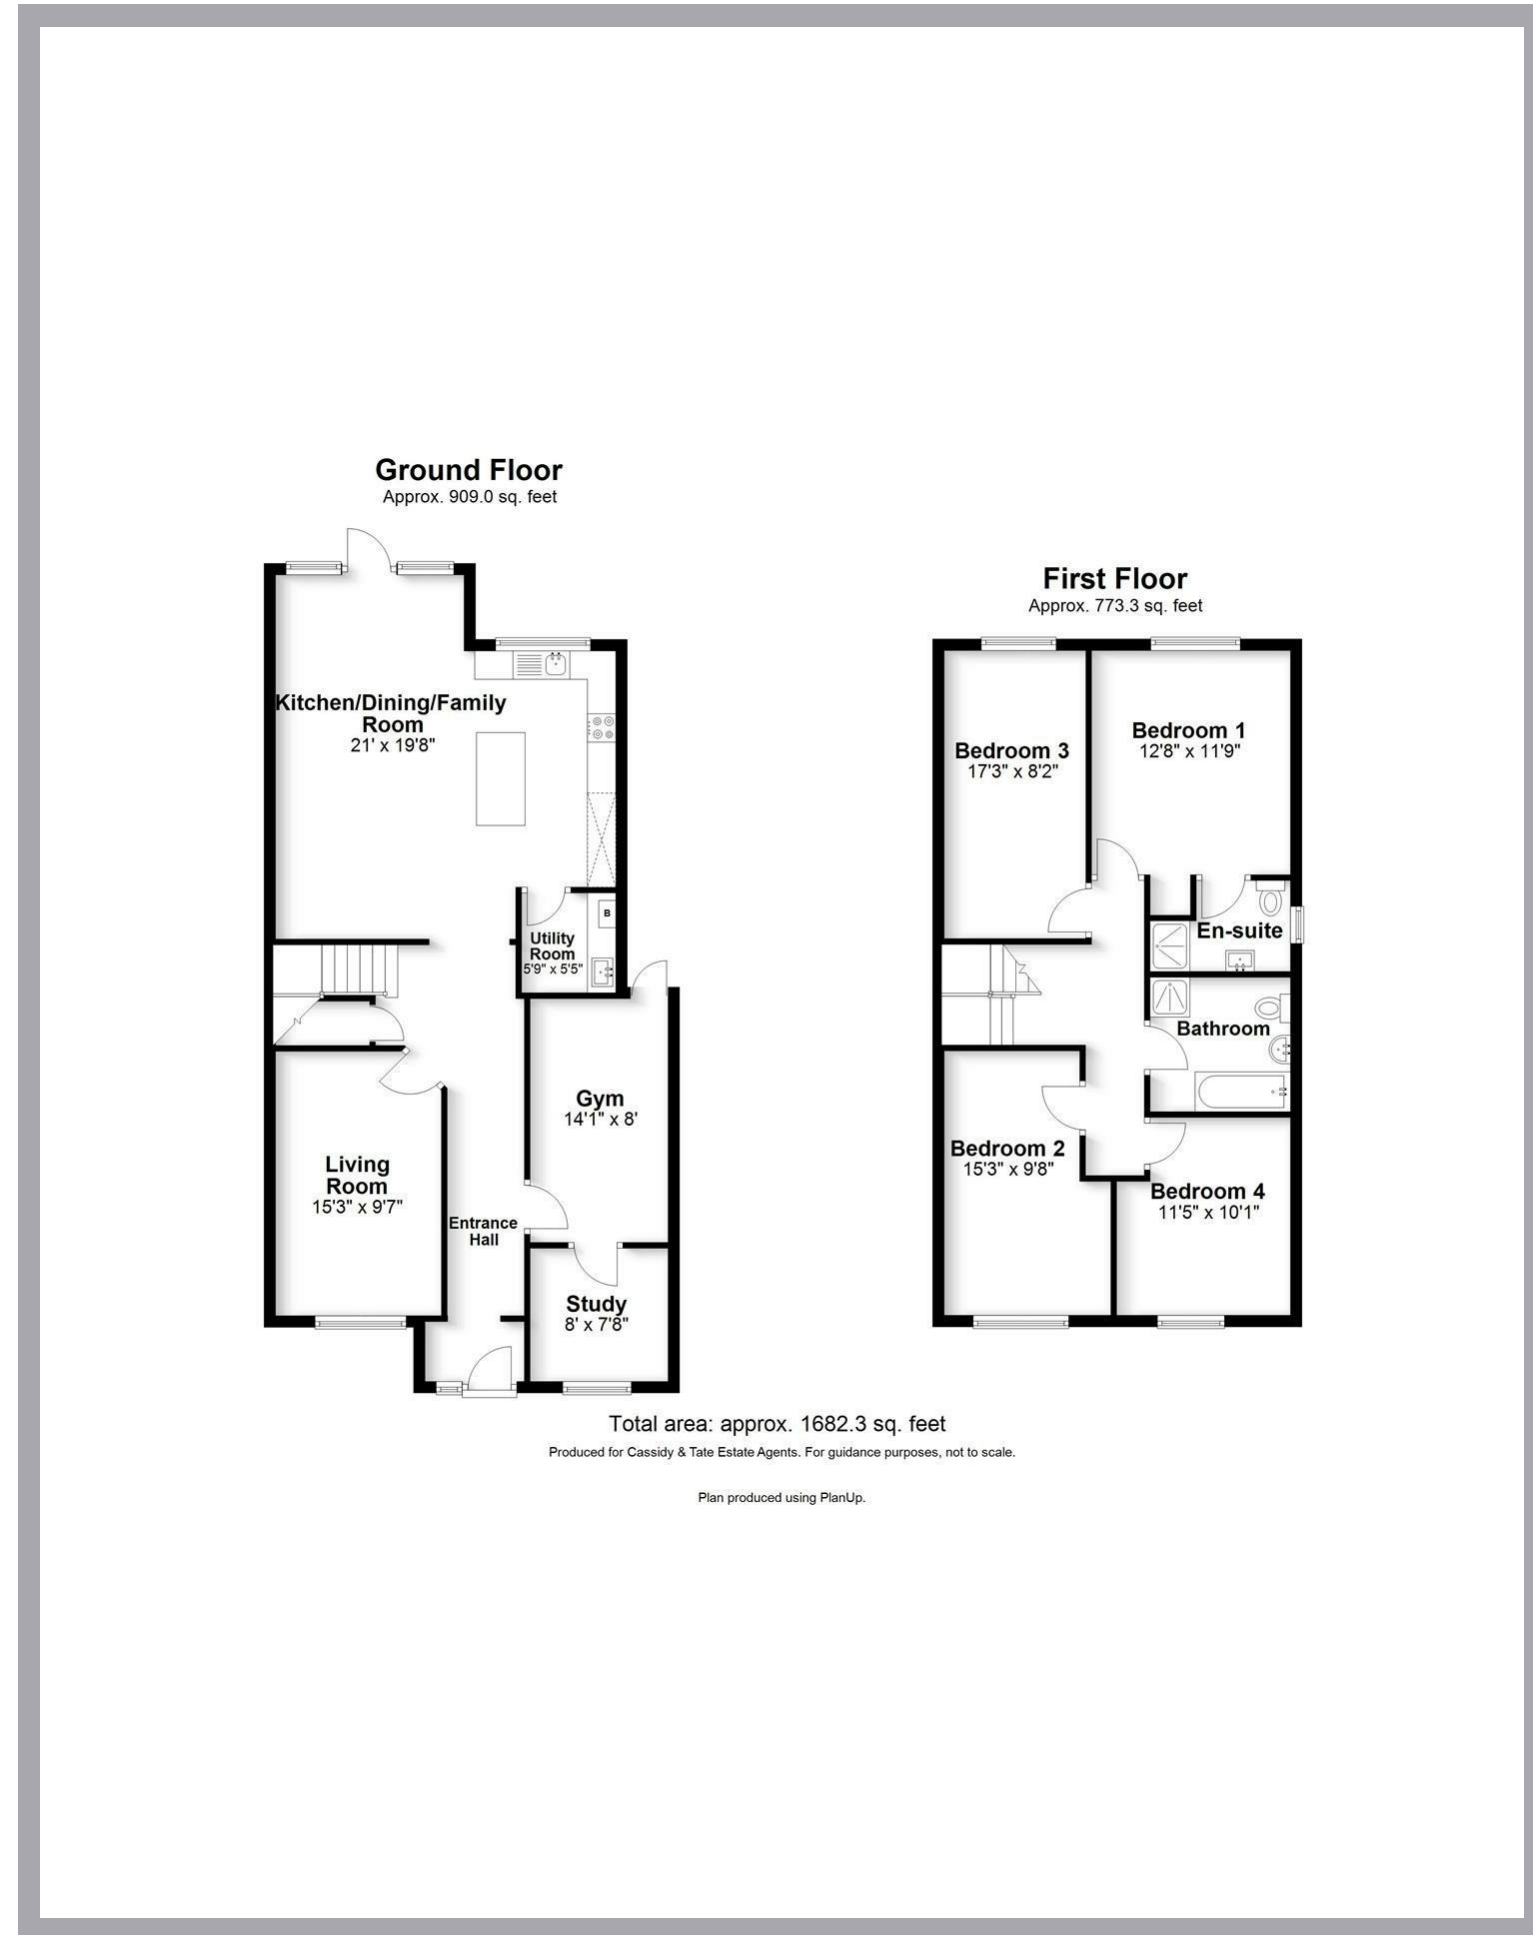 Ground Floor
Approx. 909.0 sq. feet
Kitchen/Dining/Family
Room
21' x 19'8"
B
Utility
Room
5'9" x 5'5"
Gym
14'1" x 8'
Living
Room
15'3" x 9'7"
Entrance
Hall
Study
8' x 7'8"
First Floor
Approx. 773.3 sq. feet
Bedroom 1
12'8" x 11'9"
Bedroom 3
17'3" x 8'2"
En-suite
Bathroom
Bedroom 2
15'3" x 9'8"
Bedroom 4
11'5" x 10'1"
Total area: approx. 1682.3 sq. feet
Produced for Cassidy & Tate Estate Agents. For guidance purposes, not to scale.
Plan produced using PlanUp.